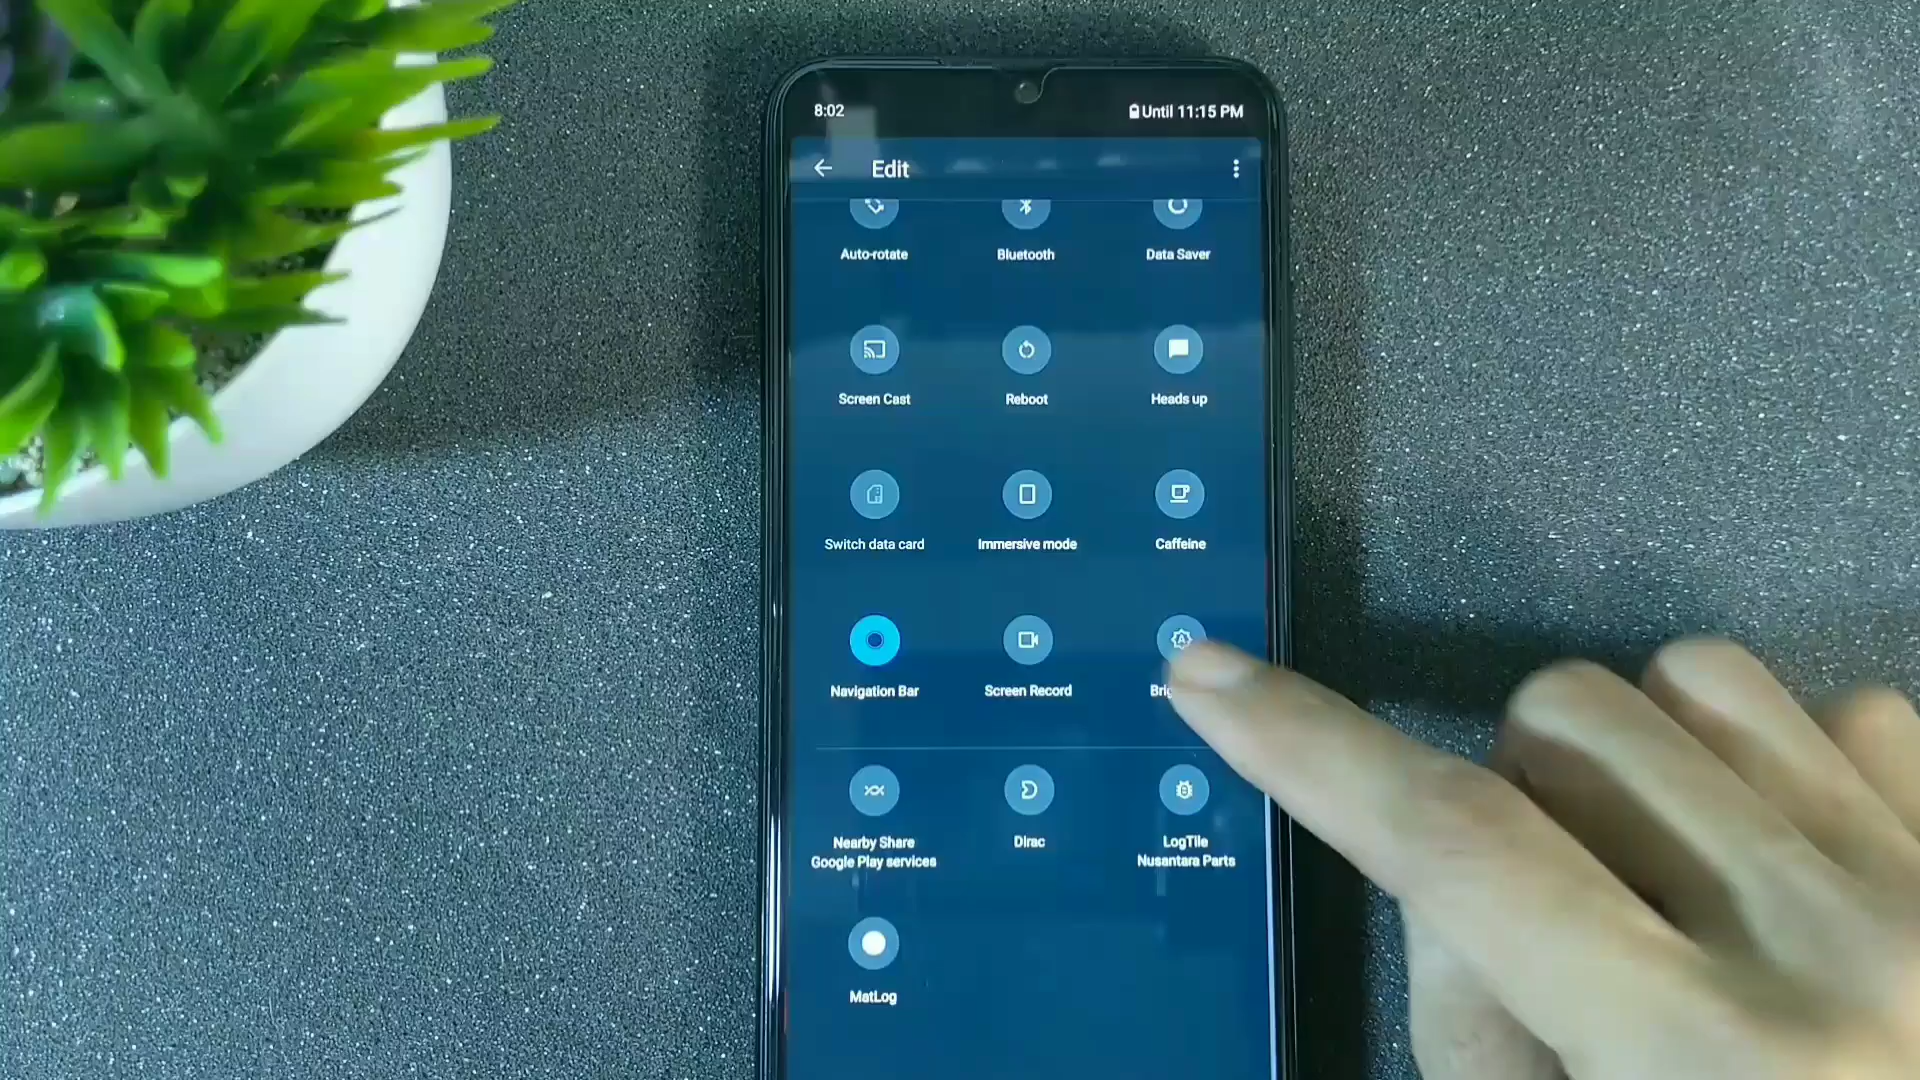 8:02
Until 11:15 PM
Edit
Auto-rotate
Bluetooth
Data Saver
Screen Cast
Reboot
Heads up
Switch data card
Immersive mode
Caffeine
Navigation Bar
Screen Record
Nearby Share
Google Play services
Dirac
LogTile
Nusantara Parts
MatLog